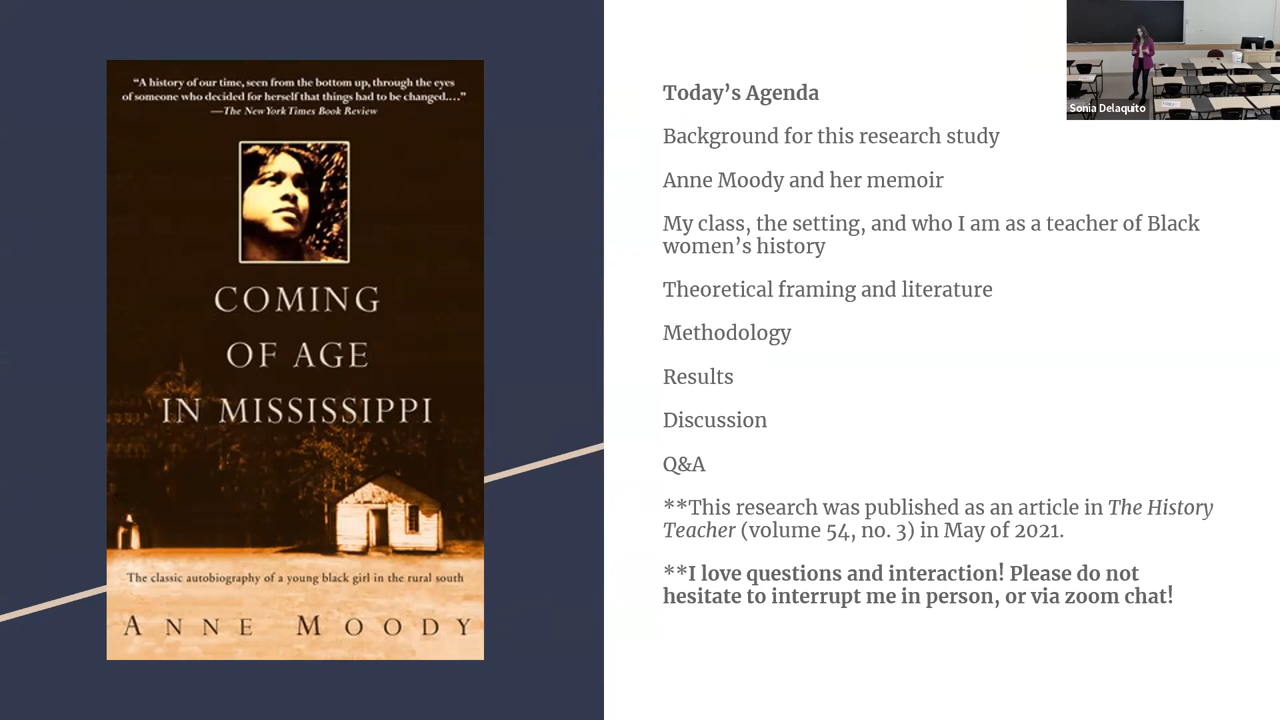 “A history of our time, seen from the bottom up, through the eyes
of someone who decided for herself that things had to be changed....”
—The New York Times Book Review
COMING
OF AGE
IN MISSISSIPPI
The classic autobiography of a young black girl in the rural south
ANNE MOODY
Today’s Agenda
Background for this research study
Anne Moody and her memoir
My class, the setting, and who I am as a teacher of Black
women’s history
Theoretical framing and literature
Methodology
Results
Discussion
Q&A
**This research was published as an article in The History
Teacher (volume 54, no. 3) in May of 2021.
**I love questions and interaction! Please do not
hesitate to interrupt me in person, or via zoom chat!
Sonia Delaquito